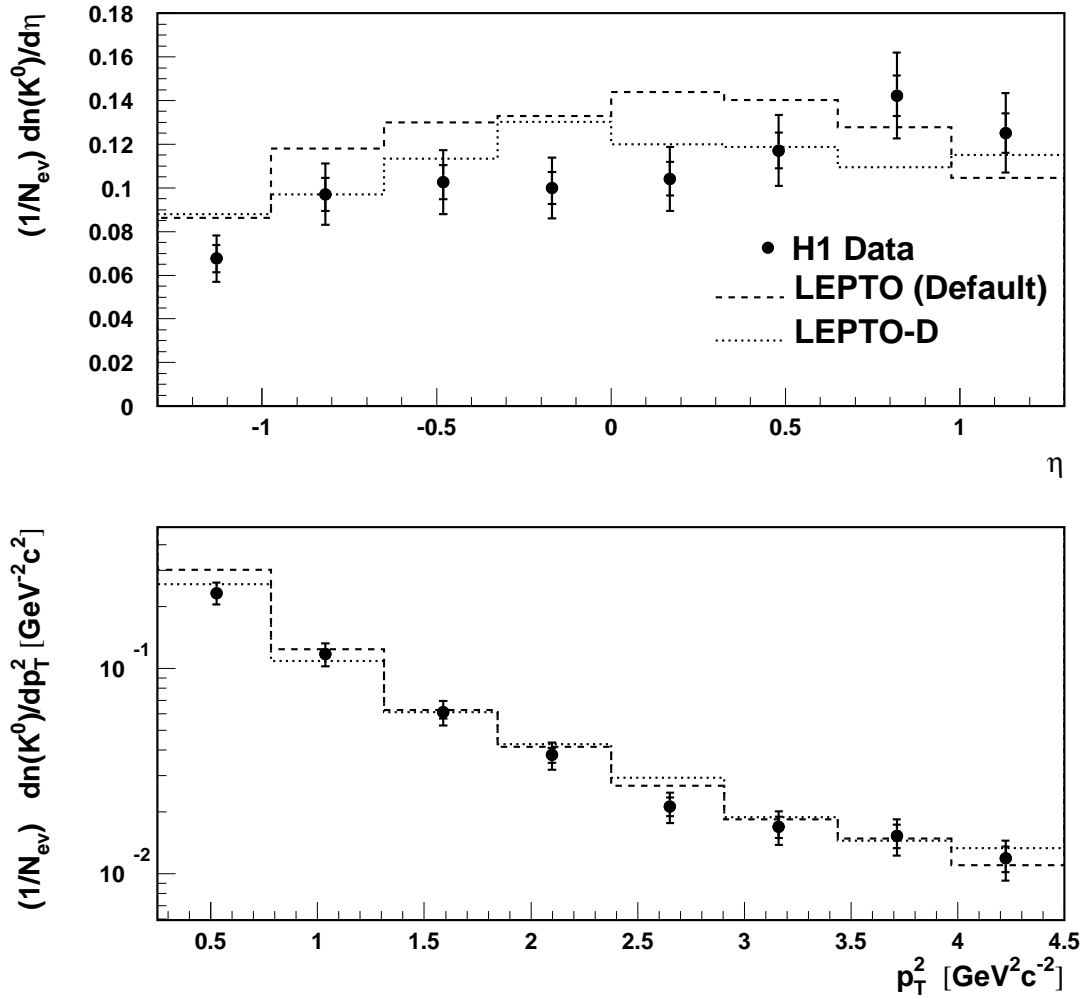 (1/N_ev) dn(K^0)/dη
0.18
0.16
0.14
0.12
0.1
0.08
0.06
0.04
0.02
0
H1 Data
LEPTO (Default)
LEPTO-D
-1 -0.5 0 0.5 1
η
(1/N_ev) dn(K^0)/dp_T^2 [GeV^-2c^2]
10^-1
10^-2
0.5 1 1.5 2 2.5 3 3.5 4 4.5
p_T^2 [GeV^2c^-2]